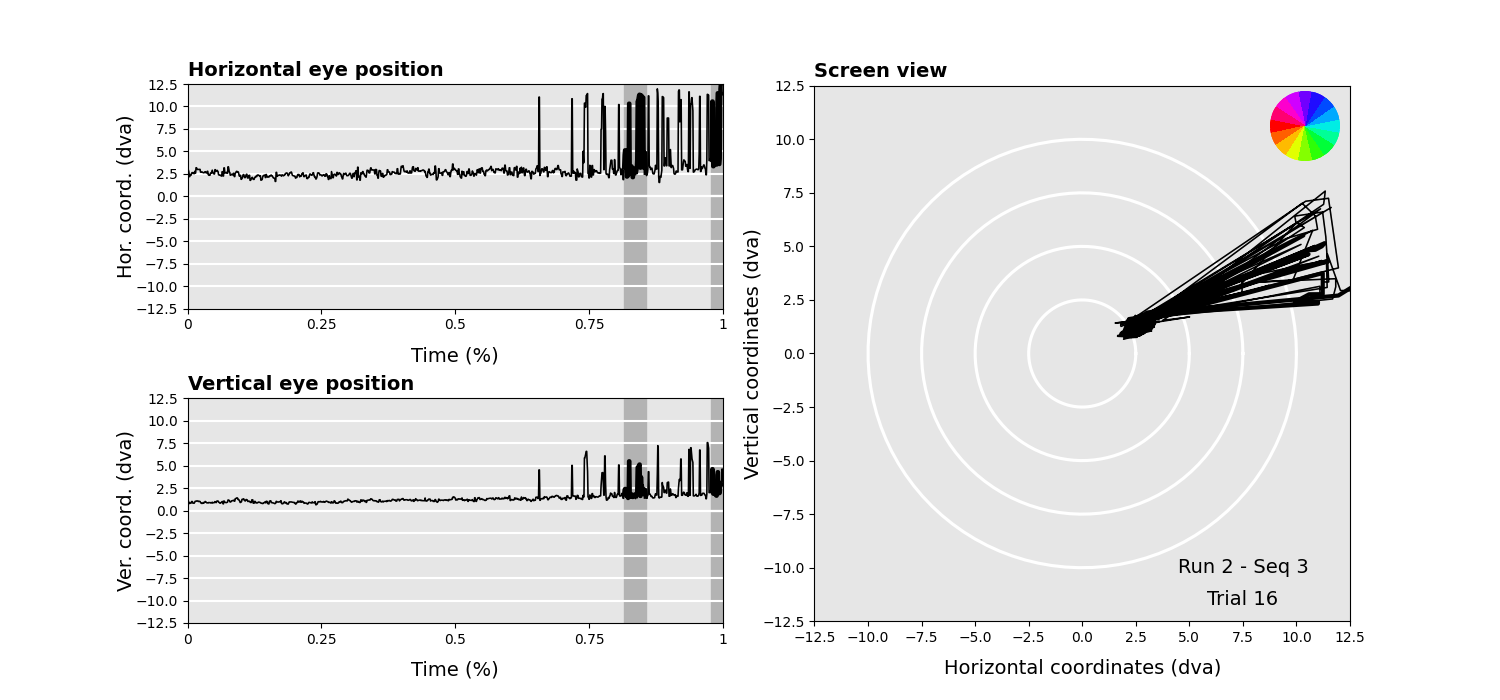 Horizontal eye position
Hor. coord. (dva)
12.5
10.0
7.5
5.0
2.5
0.0
−2.5
−5.0
−7.5
−10.0
−12.5
0 0.25 0.5 0.75 1
Time (%)
Vertical eye position
Ver. coord. (dva)
12.5
10.0
7.5
5.0
2.5
0.0
−2.5
−5.0
−7.5
−10.0
−12.5
0 0.25 0.5 0.75 1
Time (%)
Screen view
Vertical coordinates (dva)
12.5
10.0
7.5
5.0
2.5
0.0
−2.5
−5.0
−7.5
−10.0
−12.5
Run 2 - Seq 3
Trial 16
−12.5 −10.0 −7.5 −5.0 −2.5 0.0 2.5 5.0 7.5 10.0 12.5
Horizontal coordinates (dva)